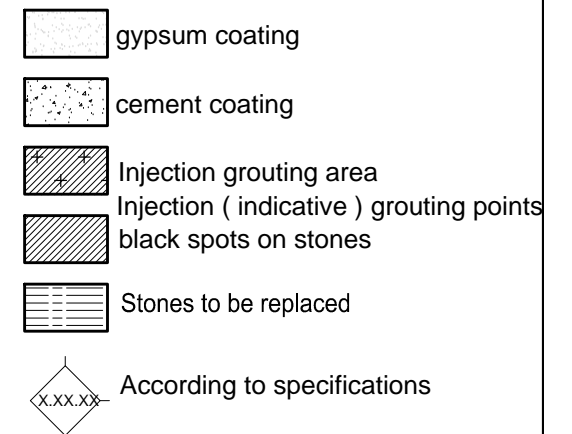 gypsum coating
cement coating
Injection grouting area
Injection ( indicative ) grouting points
black spots on stones
Stones to be replaced
X.XX.XX
According to specifications